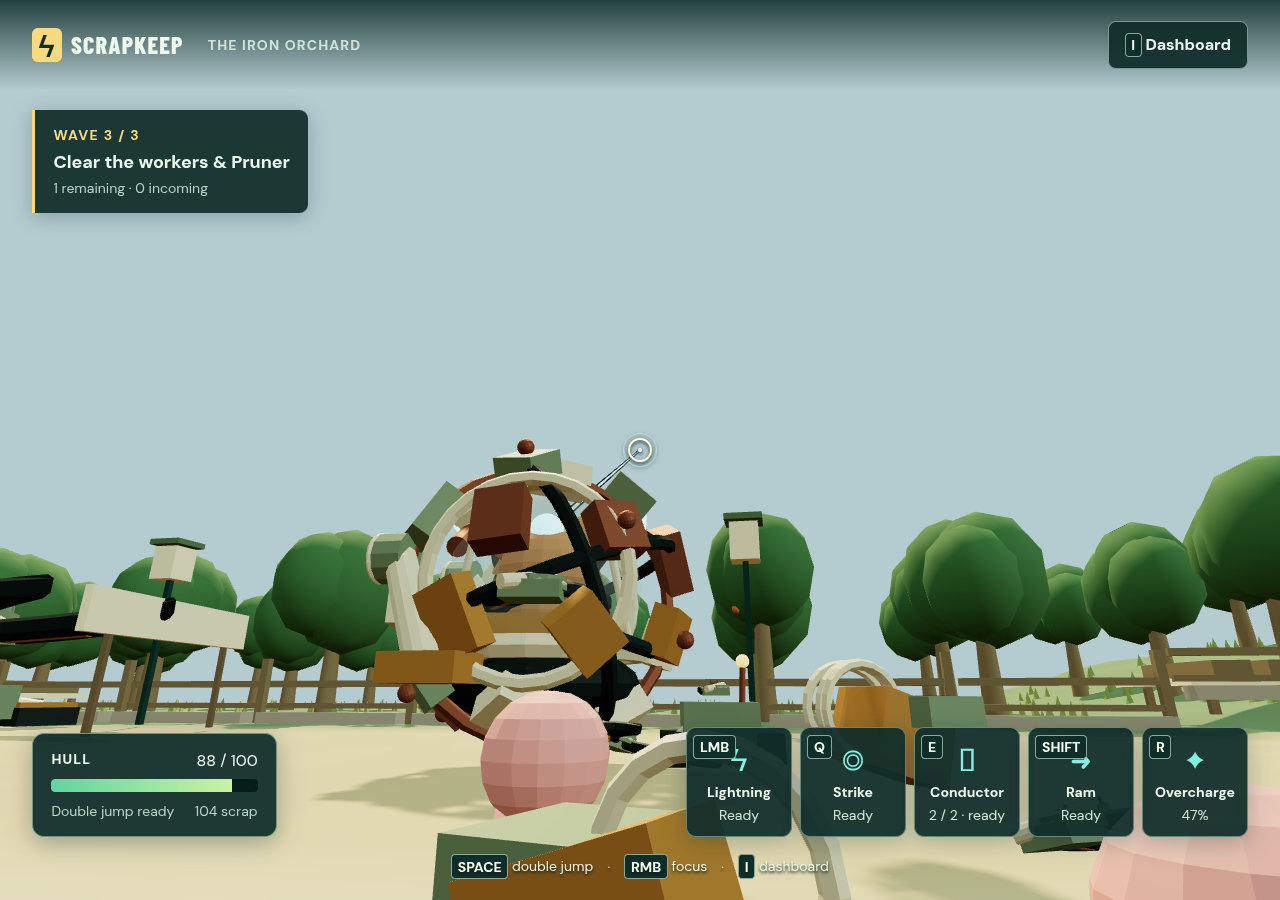 SCRAPKEEP THE IRON ORCHARD
I Dashboard
WAVE 3 / 3
Clear the workers & Pruner
1 remaining · 0 incoming
HULL 88 / 100
Double jump ready 104 scrap
LMB
Lightning
Ready
Q
Strike
Ready
E
Conductor
2 / 2 · ready
SHIFT
Ram
Ready
R
Overcharge
47%
SPACE double jump · RMB focus · I dashboard